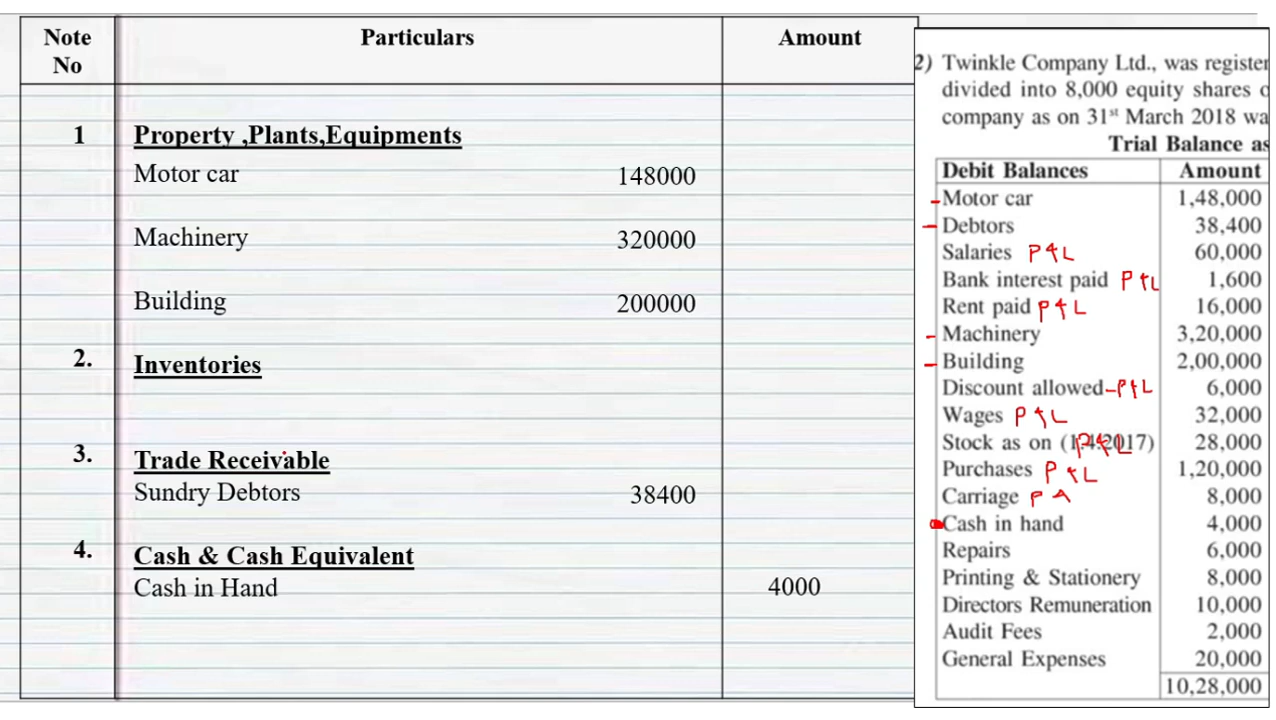 Note No Particulars Amount
1 Property ,Plants,Equipments
Motor car 148000
Machinery 320000
Building 200000
2. Inventories
3. Trade Receivable
Sundry Debtors 38400
4. Cash & Cash Equivalent
Cash in Hand 4000
2) Twinkle Company Ltd., was register
divided into 8,000 equity shares o
company as on 31st March 2018 wa
Trial Balance as
Debit Balances Amount
Motor car 1,48,000
Debtors 38,400
Salaries P&L 60,000
Bank interest paid P&L 1,600
Rent paid P&L 16,000
Machinery 3,20,000
Building 2,00,000
Discount allowed P&L 6,000
Wages P&L 32,000
Stock as on (1.4.2017) P&L 28,000
Purchases P&L 1,20,000
Carriage P 8,000
Cash in hand 4,000
Repairs 6,000
Printing & Stationery 8,000
Directors Remuneration 10,000
Audit Fees 2,000
General Expenses 20,000
10,28,000